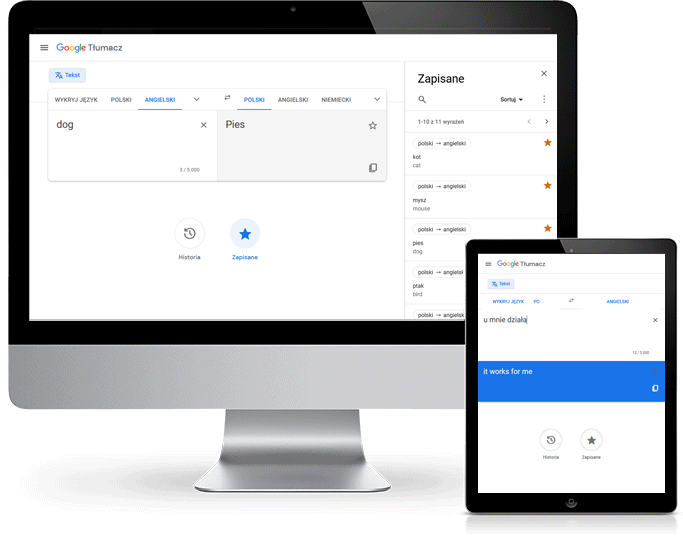 Google Tłumacz
Tekst
WYKRYJ JĘZYK POLSKI ANGIELSKI POLSKI ANGIELSKI NIEMIECKI
dog
Pies
3 / 5 000
Historia
Zapisane
Zapisane
Sortuj
1-10 z 11 wyrażeń
polski → angielski
kot
cat
polski → angielski
mysz
mouse
polski → angielski
pies
dog
polski → angielski
ptak
bird
polski → angielski
Google Tłumacz
Tekst
WYKRYJ JĘZYK PO ANGIELSKI
u mnie działa
13 / 5 000
it works for me
Historia
Zapisane